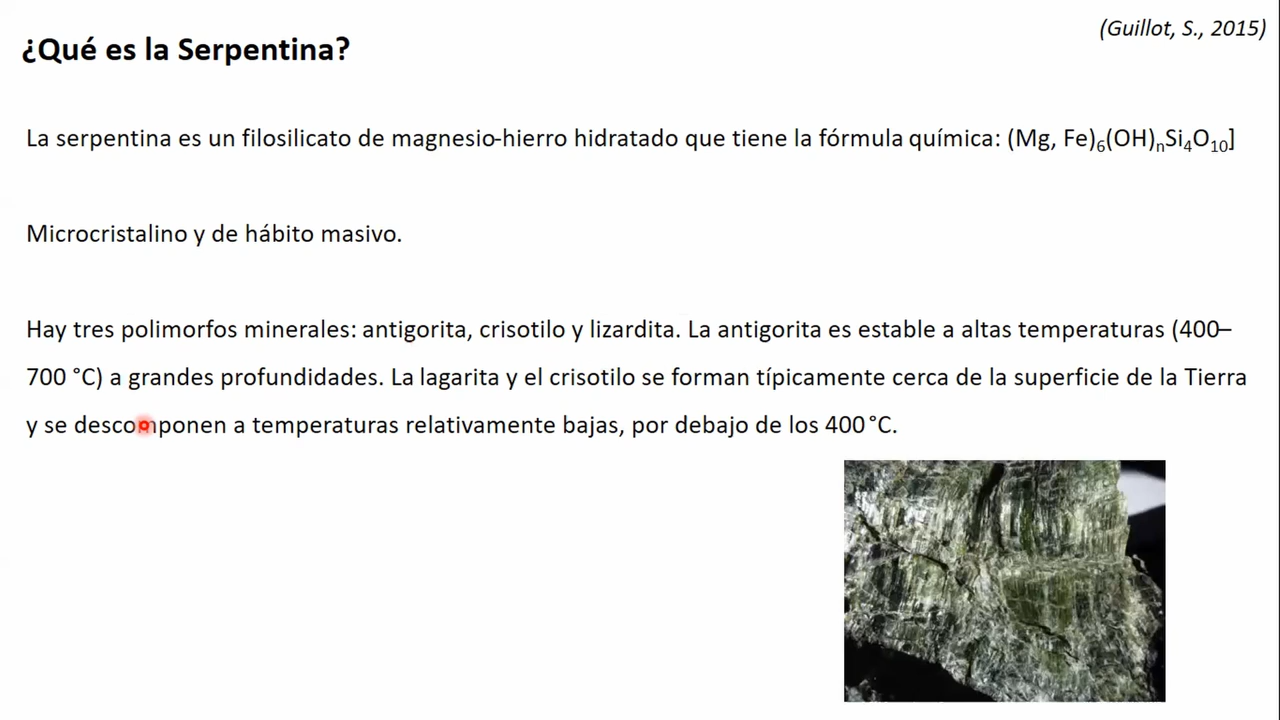 (Guillot, S., 2015)
¿Qué es la Serpentina?
La serpentina es un filosilicato de magnesio-hierro hidratado que tiene la fórmula química: (Mg, Fe)₆(OH)ₙSi₄O₁₀]
Microcristalino y de hábito masivo.
Hay tres polimorfos minerales: antigorita, crisotilo y lizardita. La antigorita es estable a altas temperaturas (400–
700 °C) a grandes profundidades. La lagarita y el crisotilo se forman típicamente cerca de la superficie de la Tierra
y se descomponen a temperaturas relativamente bajas, por debajo de los 400 °C.